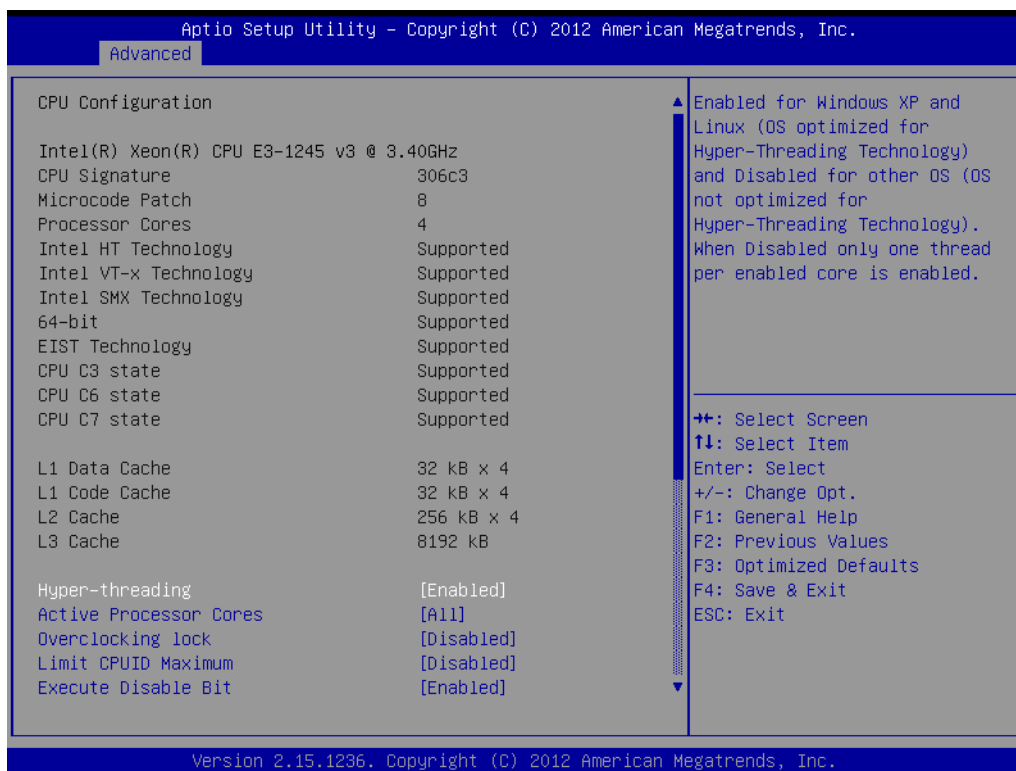 Aptio Setup Utility – Copyright (C) 2012 American Megatrends, Inc.
Advanced
CPU Configuration
Intel(R) Xeon(R) CPU E3-1245 v3 @ 3.40GHz
CPU Signature 306c3
Microcode Patch 8
Processor Cores 4
Intel HT Technology Supported
Intel VT-x Technology Supported
Intel SMX Technology Supported
64-bit Supported
EIST Technology Supported
CPU C3 state Supported
CPU C6 state Supported
CPU C7 state Supported
L1 Data Cache 32 kB x 4
L1 Code Cache 32 kB x 4
L2 Cache 256 kB x 4
L3 Cache 8192 kB
Hyper-threading [Enabled]
Active Processor Cores [All]
Overclocking lock [Disabled]
Limit CPUID Maximum [Disabled]
Execute Disable Bit [Enabled]
Enabled for Windows XP and
Linux (OS optimized for
Hyper-Threading Technology)
and Disabled for other OS (OS
not optimized for
Hyper-Threading Technology).
When Disabled only one thread
per enabled core is enabled.
→←: Select Screen
↑↓: Select Item
Enter: Select
+/-: Change Opt.
F1: General Help
F2: Previous Values
F3: Optimized Defaults
F4: Save & Exit
ESC: Exit
Version 2.15.1236. Copyright (C) 2012 American Megatrends, Inc.